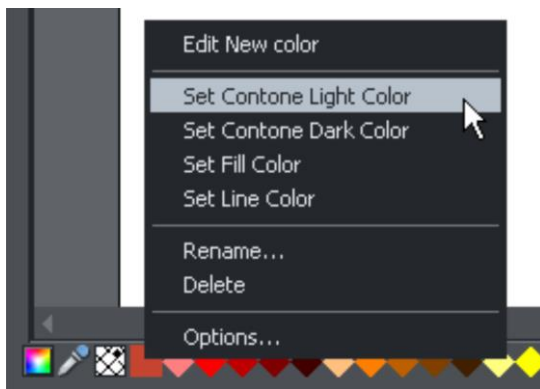 Edit New color
Set Contone Light Color
Set Contone Dark Color
Set Fill Color
Set Line Color
Rename...
Delete
Options...